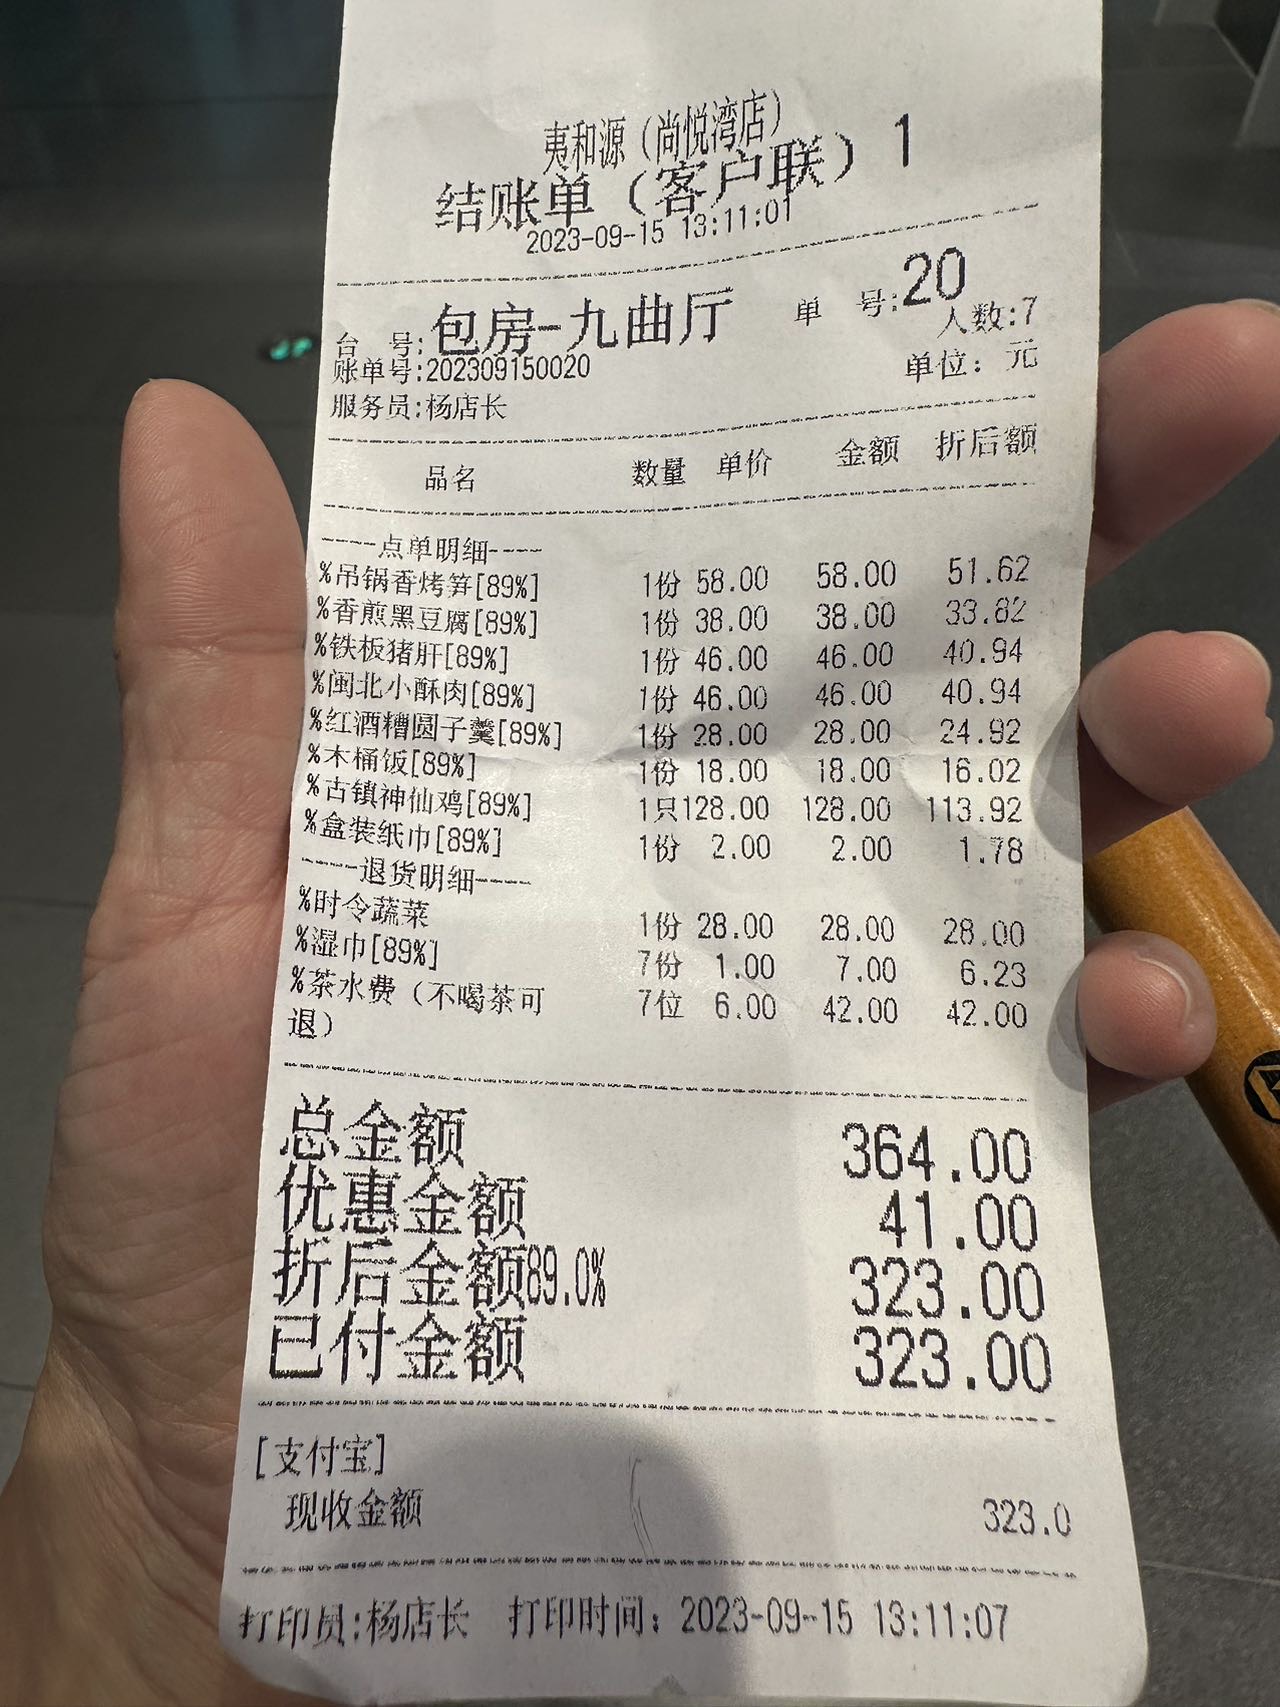 夷和源（尚悦湾店）
结账单（客户联）1
2023-09-15 13:11:01
台 号:包房-九曲厅 单 号:20
账单号:202309150020 人数:7
服务员:杨店长 单位：元
品名 数量 单价 金额 折后额
----点单明细----
%吊锅香烤笋[89%] 1份 58.00 58.00 51.62
%香煎黑豆腐[89%] 1份 38.00 38.00 33.82
%铁板猪肝[89%] 1份 46.00 46.00 40.94
%闽北小酥肉[89%] 1份 46.00 46.00 40.94
%红酒糟圆子羹[89%] 1份 28.00 28.00 24.92
%木桶饭[89%] 1份 18.00 18.00 16.02
%古镇神仙鸡[89%] 1只 128.00 128.00 113.92
%盒装纸巾[89%] 1份 2.00 2.00 1.78
----退货明细----
%时令蔬菜 1份 28.00 28.00 28.00
%湿巾[89%] 7份 1.00 7.00 6.23
%茶水费（不喝茶可 7位 6.00 42.00 42.00
退）
总金额 364.00
优惠金额 41.00
折后金额89.0% 323.00
已付金额 323.00
[支付宝]
现收金额 323.0
打印员:杨店长 打印时间：2023-09-15 13:11:07